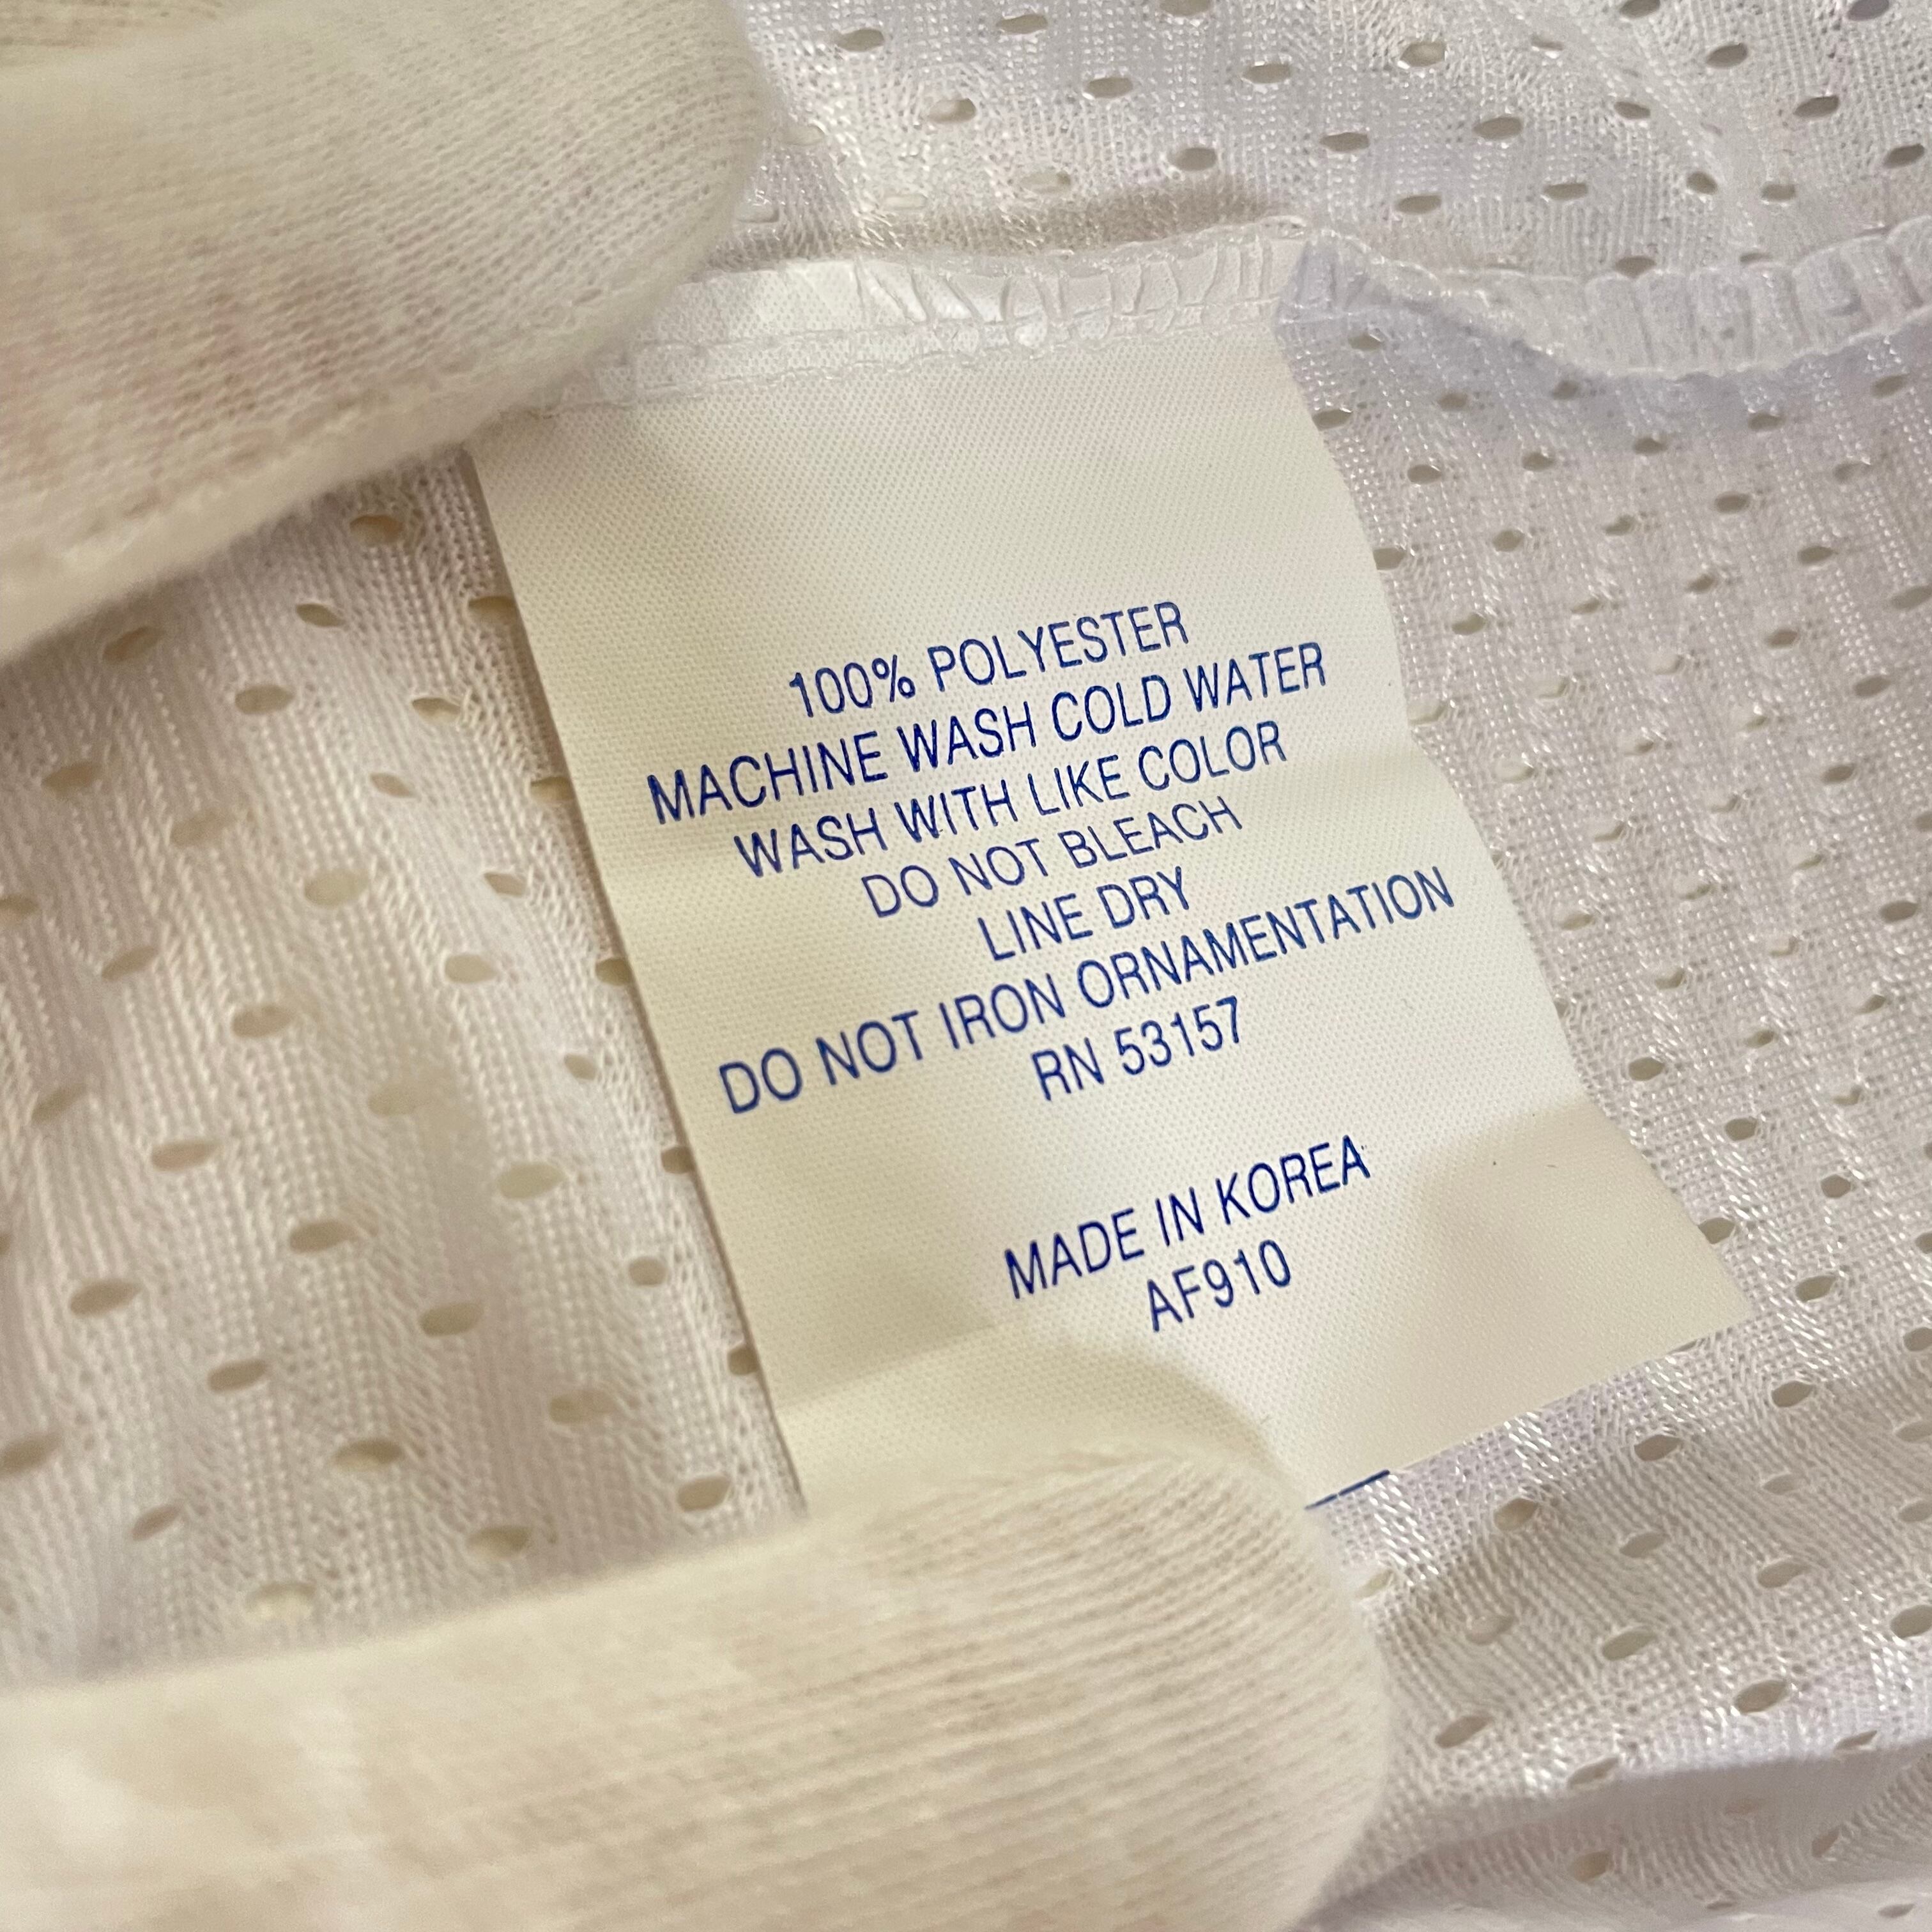 100% POLYESTER
MACHINE WASH COLD WATER
WASH WITH LIKE COLOR
DO NOT BLEACH
LINE DRY
DO NOT IRON ORNAMENTATION
RN 53157
MADE IN KOREA
AF910